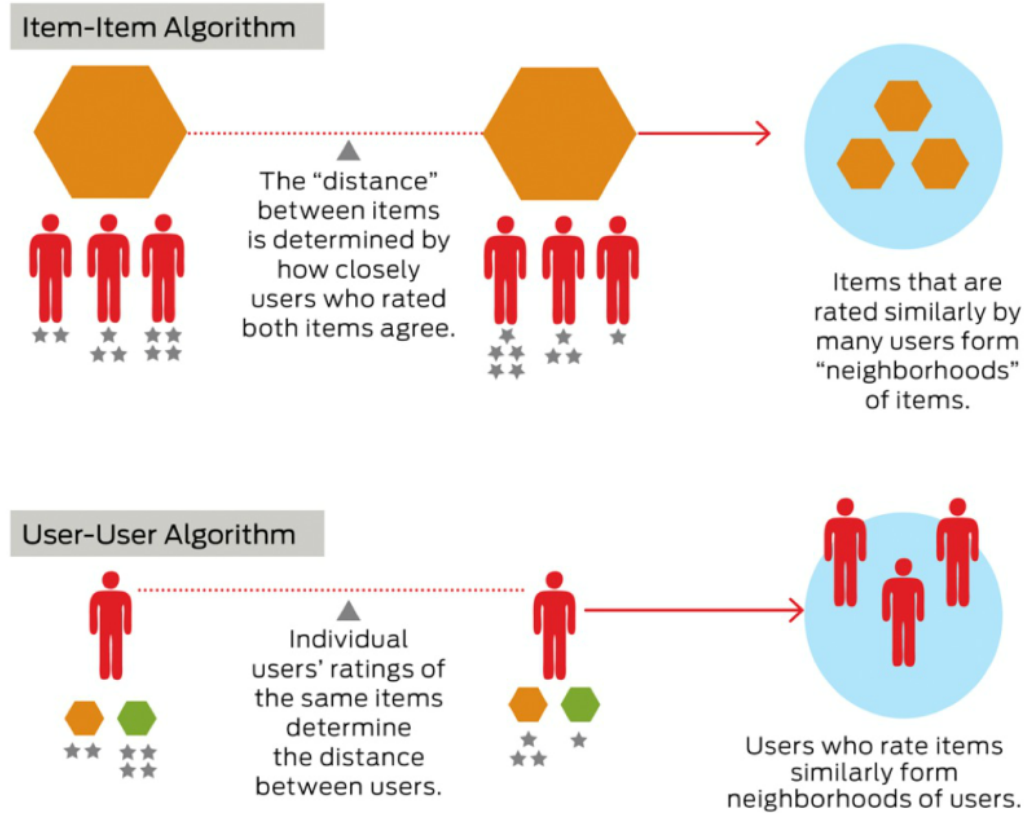 Item-Item Algorithm
The “distance”
between items
is determined by
how closely
users who rated
both items agree.
Items that are
rated similarly by
many users form
“neighborhoods”
of items.
User-User Algorithm
Individual
users’ ratings of
the same items
determine
the distance
between users.
Users who rate items
similarly form
neighborhoods of users.